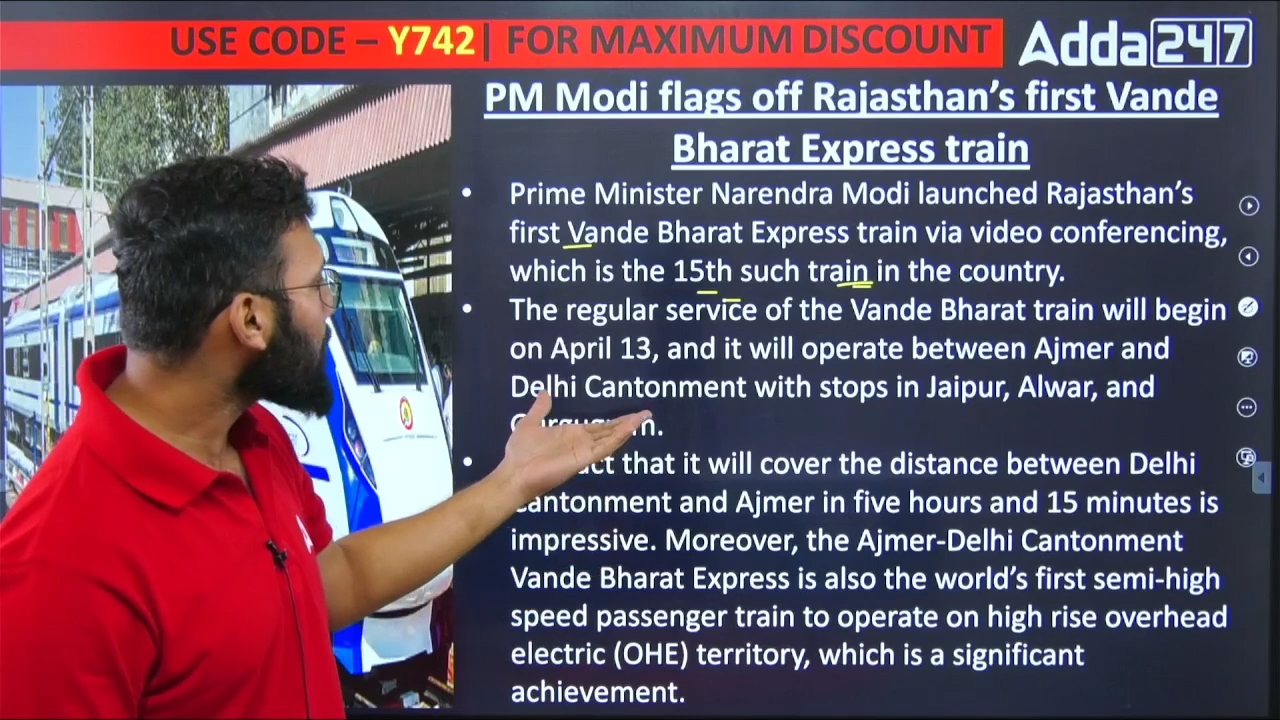 USE CODE – Y742| FOR MAXIMUM DISCOUNT
Adda247
PM Modi flags off Rajasthan's first Vande
Bharat Express train
• Prime Minister Narendra Modi launched Rajasthan's
first Vande Bharat Express train via video conferencing,
which is the 15th such train in the country.
• The regular service of the Vande Bharat train will begin
on April 13, and it will operate between Ajmer and
Delhi Cantonment with stops in Jaipur, Alwar, and
• that it will cover the distance between Delhi
Cantonment and Ajmer in five hours and 15 minutes is
impressive. Moreover, the Ajmer-Delhi Cantonment
Vande Bharat Express is also the world's first semi-high
speed passenger train to operate on high rise overhead
electric (OHE) territory, which is a significant
achievement.